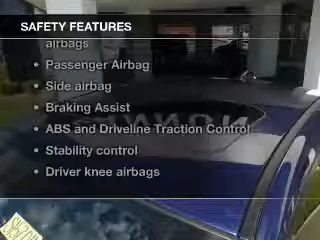 SAFETY FEATURES
airbags
• Passenger Airbag
• Side airbag
• Braking Assist
• ABS and Driveline Traction Control
• Stability control
• Driver knee airbags